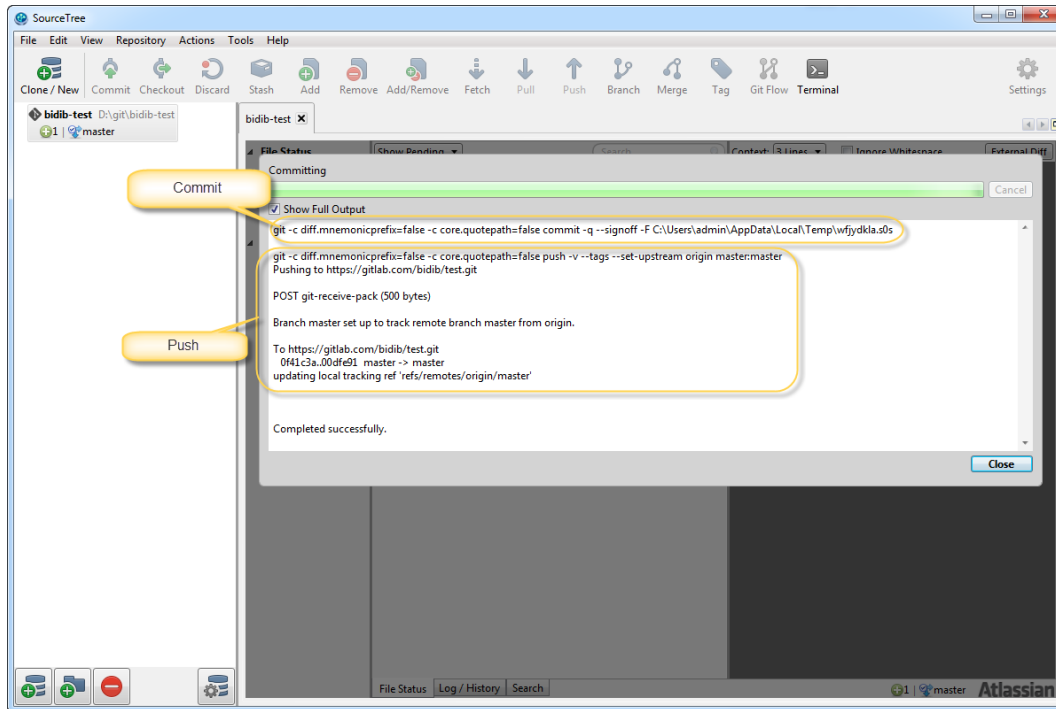 SourceTree
File Edit View Repository Actions Tools Help
Clone / New Commit Checkout Discard Stash Add Remove Add/Remove Fetch Pull Push Branch Merge Tag Git Flow Terminal Settings
bidib-test D:\git\bidib-test
1 | master
bidib-test
File Status Show Pending Search Context: 3 Lines Ignore Whitespace External Diff
Committing
Cancel
Commit
Show Full Output
git -c diff.mnemonicprefix=false -c core.quotepath=false commit -q --signoff -F C:\Users\admin\AppData\Local\Temp\wfjydkla.s0s
git -c diff.mnemonicprefix=false -c core.quotepath=false push -v --tags --set-upstream origin master:master
Pushing to https://gitlab.com/bidib/test.git
POST git-receive-pack (500 bytes)
Branch master set up to track remote branch master from origin.
Push
To https://gitlab.com/bidib/test.git
0f41c3a..00dfe91 master -> master
updating local tracking ref 'refs/remotes/origin/master'
Completed successfully.
Close
File Status Log / History Search
1 | master Atlassian